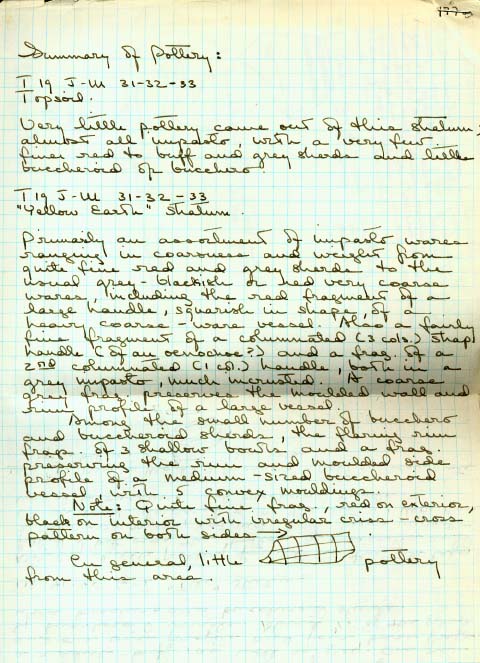 Summary of Pottery:
T 19 J-M 31-32-33
Topsoil.
Very little pottery came out of this stratum;
almost all impasto, with a very few
finer red to buff and grey sherds and little
buccheroid or bucchero
T 19 J-M 31-32-33
"Yellow Earth" Stratum.
Primarily an assortment of impasto wares
ranging in coarseness and weight from
quite fine red and grey sherds to the
usual grey-blackish or red very coarse
wares, including the red fragment of a
large handle, squarish in shape, of a
heavy coarse-ware vessel. Also a fairly
fine fragment of a columnated (3 cols.) strap
handle (of an oenochoe?) and a frag. of a
2nd columnated (1 col.) handle, both in a
grey impasto, much incrusted. A coarse
grey frag. preserves the moulded wall and
rim profile of a large vessel.
Among the small number of bucchero
and buccheroid sherds, the flaring rim
frags. of 3 shallow bowls and a frag.
preserving the rim and moulded side
profile of a medium-sized buccheroid
vessel with 5 convex mouldings.
Note: Quite fine frag., red on exterior,
black on interior with irregular criss-cross
pattern on both sides →
In general, little pottery
from this area.